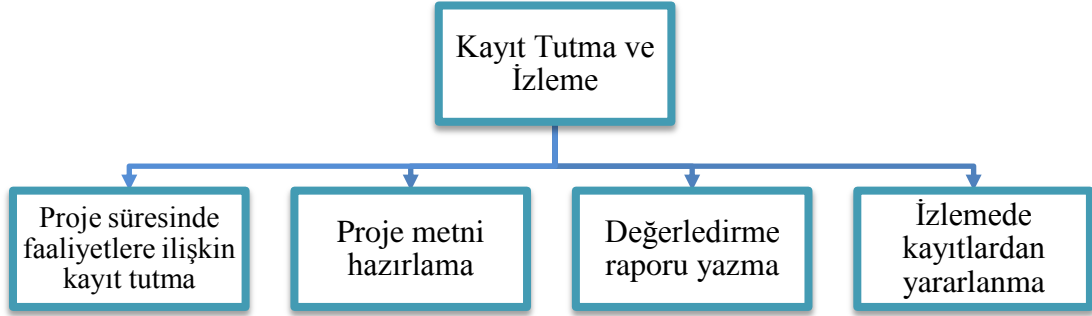 Kayıt Tutma ve
İzleme
Proje süresinde
faaliyetlere ilişkin
kayıt tutma
Proje metni
hazırlama
Değerledirme
raporu yazma
İzlemede
kayıtlardan
yararlanma